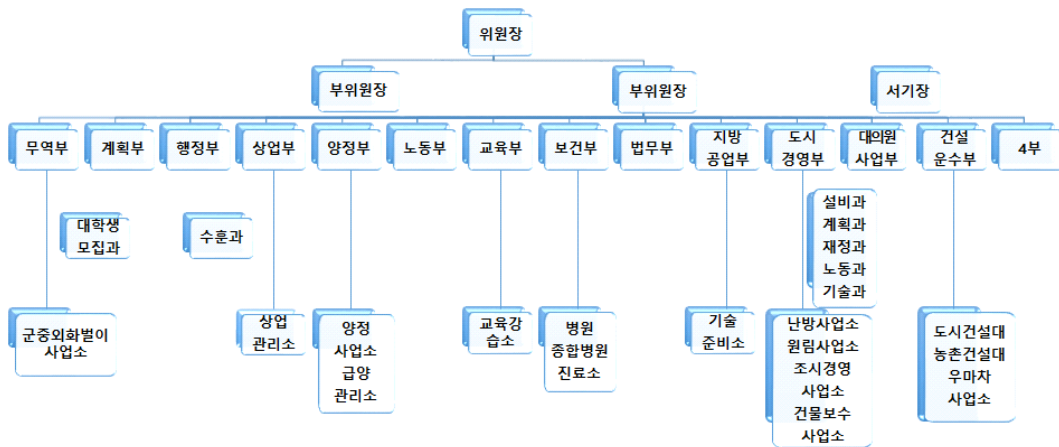 위원장
부위원장
부위원장
서기장
무역부
계획부
행정부
상업부
양정부
노동부
교육부
보건부
법무부
지방
공업부
도시
경영부
대의원
사업부
건설
운수부
4부
대학생
모집과
수훈과
설비과
계획과
재정과
노동과
기술과
군중외화벌이
사업소
상업
관리소
양정
사업소
급양
관리소
교육강
습소
병원
종합병원
진료소
기술
준비소
난방사업소
원림사업소
조시경영
사업소
건물보수
사업소
도시건설대
농촌건설대
우마차
사업소